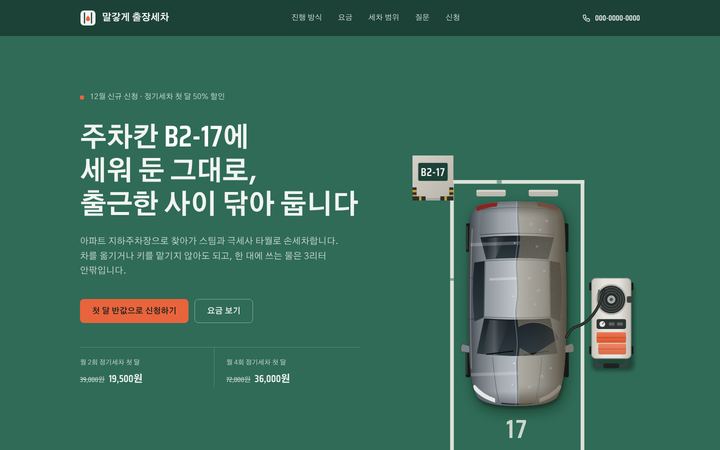 말갛게 출장세차
진행 방식
요금
세차 범위
질문
신청
000-0000-0000
12월 신규 신청 · 정기세차 첫 달 50% 할인
주차칸 B2-17에
세워 둔 그대로,
출근한 사이 닦아 둡니다
아파트 지하주차장으로 찾아가 스팀과 극세사 타월로 손세차합니다.
차를 옮기거나 키를 맡기지 않아도 되고, 한 대에 쓰는 물은 3리터
안팎입니다.
첫 달 반값으로 신청하기
요금 보기
월 2회 정기세차 첫 달
39,000원 19,500원
월 4회 정기세차 첫 달
72,000원 36,000원
B2-17
17